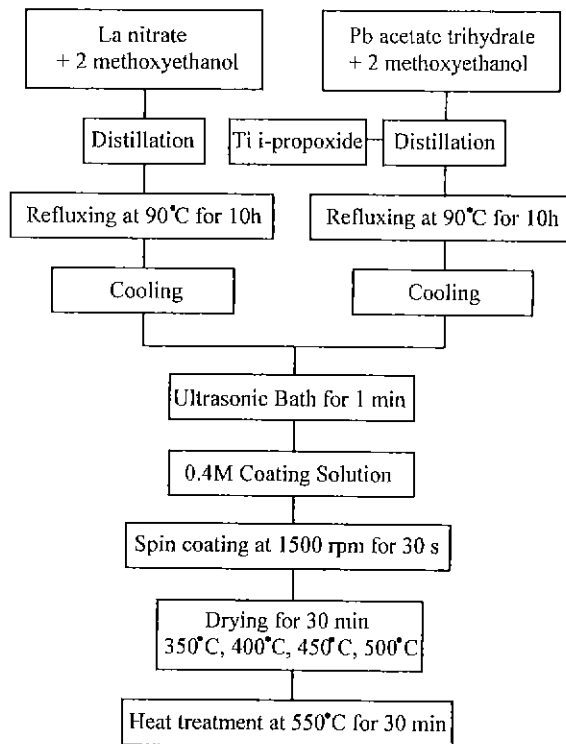 La nitrate
+ 2 methoxyethanol
Pb acetate trihydrate
+ 2 methoxyethanol
Distillation
Ti i-propoxide
Distillation
Refluxing at 90°C for 10h
Refluxing at 90°C for 10h
Cooling
Cooling
Ultrasonic Bath for 1 min
0.4M Coating Solution
Spin coating at 1500 rpm for 30 s
Drying for 30 min
350°C, 400°C, 450°C, 500°C
Heat treatment at 550°C for 30 min